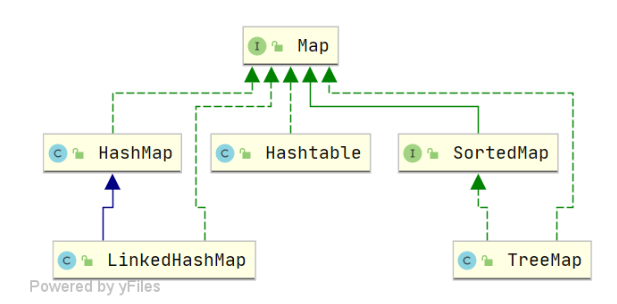 I Map
C HashMap
C Hashtable
I SortedMap
C LinkedHashMap
C TreeMap
Powered by yFiles